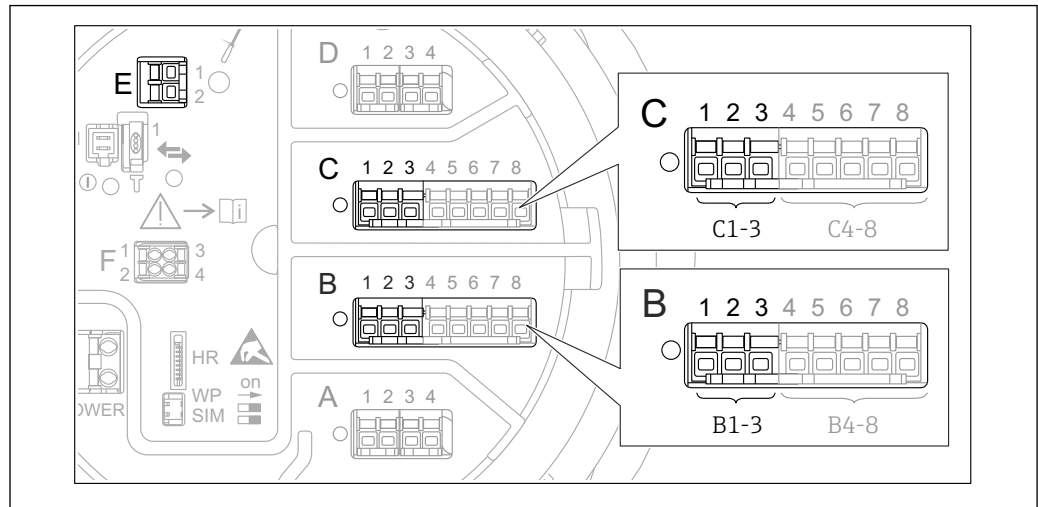 D 1 2 3 4
E 1
2
1
C 1 2 3 4 5 6 7 8
C 1 2 3 4 5 6 7 8
C1-3 C4-8
i
F 1 3
2 4
B 1 2 3 4 5 6 7 8
B 1 2 3 4 5 6 7 8
B1-3 B4-8
HR
WP on
SIM
OWER
A 1 2 3 4